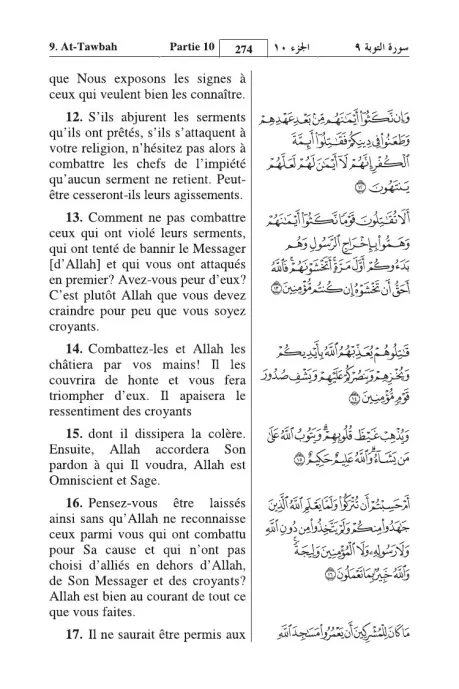 9. At-Tawbah Partie 10 274 الجزء ١٠ سورة التوبة ٩
que Nous exposons les signes à
ceux qui veulent bien les connaître.
12. S’ils abjurent les serments
qu’ils ont prêtés, s’ils s’attaquent à
votre religion, n’hésitez pas alors à
combattre les chefs de l’impiété
qu’aucun serment ne retient. Peut-
être cesseront-ils leurs agissements.
13. Comment ne pas combattre
ceux qui ont violé leurs serments,
qui ont tenté de bannir le Messager
[d’Allah] et qui vous ont attaqués
en premier? Avez-vous peur d’eux?
C’est plutôt Allah que vous devez
craindre pour peu que vous soyez
croyants.
14. Combattez-les et Allah les
châtiera par vos mains! Il les
couvrira de honte et vous fera
triompher d’eux. Il apaisera le
ressentiment des croyants
15. dont il dissipera la colère.
Ensuite, Allah accordera Son
pardon à qui Il voudra, Allah est
Omniscient et Sage.
16. Pensez-vous être laissés
ainsi sans qu’Allah ne reconnaisse
ceux parmi vous qui ont combattu
pour Sa cause et qui n’ont pas
choisi d’alliés en dehors d’Allah,
de Son Messager et des croyants?
Allah est bien au courant de tout ce
que vous faites.
17. Il ne saurait être permis aux
وَإِن نَّكَثُوٓا۟ أَيْمَـٰنَهُم مِّنۢ بَعْدِ عَهْدِهِمْ
وَطَعَنُوا۟ فِى دِينِكُمْ فَقَـٰتِلُوٓا۟ أَئِمَّةَ
ٱلْكُفْرِ إِنَّهُمْ لَآ أَيْمَـٰنَ لَهُمْ لَعَلَّهُمْ
يَنتَهُونَ ١٢
أَلَا تُقَـٰتِلُونَ قَوْمًا نَّكَثُوٓا۟ أَيْمَـٰنَهُمْ
وَهَمُّوا۟ بِإِخْرَاجِ ٱلرَّسُولِ وَهُم
بَدَءُوكُمْ أَوَّلَ مَرَّةٍ أَتَخْشَوْنَهُمْ فَٱللَّهُ
أَحَقُّ أَن تَخْشَوْهُ إِن كُنتُم مُّؤْمِنِينَ ١٣
قَـٰتِلُوهُمْ يُعَذِّبْهُمُ ٱللَّهُ بِأَيْدِيكُمْ
وَيُخْزِهِمْ وَيَنصُرْكُمْ عَلَيْهِمْ وَيَشْفِ صُدُورَ
قَوْمٍ مُّؤْمِنِينَ ١٤
وَيُذْهِبْ غَيْظَ قُلُوبِهِمْ وَيَتُوبُ ٱللَّهُ عَلَىٰ
مَن يَشَآءُ وَٱللَّهُ عَلِيمٌ حَكِيمٌ ١٥
أَمْ حَسِبْتُمْ أَن تُتْرَكُوا۟ وَلَمَّا يَعْلَمِ ٱللَّهُ ٱلَّذِينَ
جَـٰهَدُوا۟ مِنكُمْ وَلَمْ يَتَّخِذُوا۟ مِن دُونِ ٱللَّهِ
وَلَا رَسُولِهِۦ وَلَا ٱلْمُؤْمِنِينَ وَلِيجَةً
وَٱللَّهُ خَبِيرٌۢ بِمَا تَعْمَلُونَ ١٦
مَا كَانَ لِلْمُشْرِكِينَ أَن يَعْمُرُوا۟ مَسَـٰجِدَ ٱللَّهِ